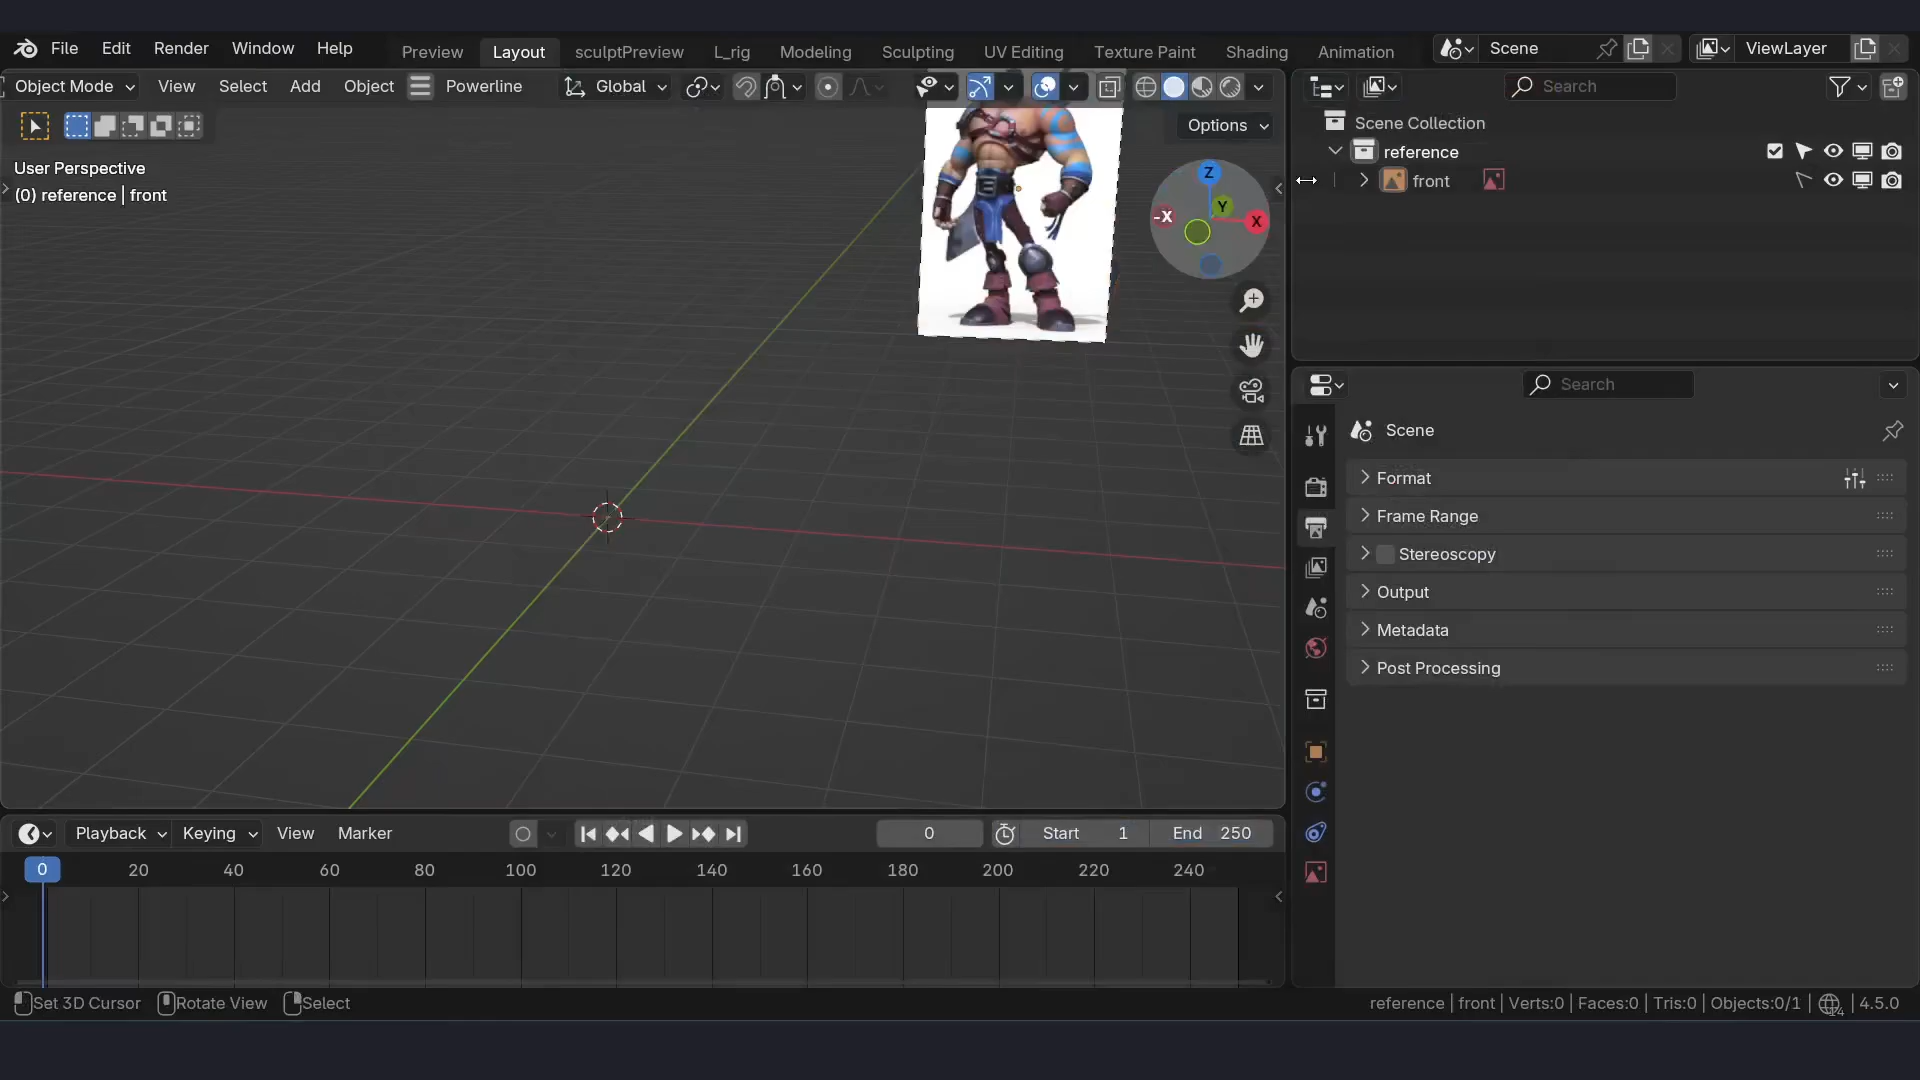 File Edit Render Window Help Preview Layout sculptPreview L_rig Modeling Sculpting UV Editing Texture Paint Shading Animation Scene ViewLayer
Object Mode View Select Add Object Powerline Global Search
Options
Scene Collection
User Perspective
reference
(0) reference | front
front
Z
Y
-X
X
Search
Scene
Format
Frame Range
Stereoscopy
Output
Metadata
Post Processing
Playback Keying View Marker 0 Start 1 End 250
0 20 40 60 80 100 120 140 160 180 200 220 240
Set 3D Cursor Rotate View Select reference | front | Verts:0 | Faces:0 | Tris:0 | Objects:0/1 | 14 | 4.5.0